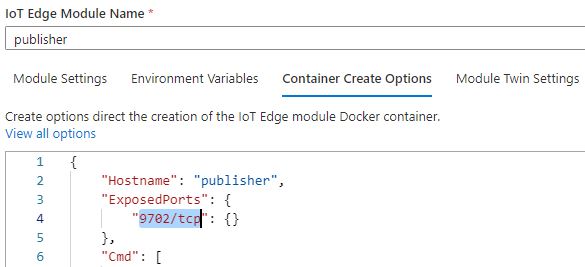 IoT Edge Module Name *
publisher
Module Settings Environment Variables Container Create Options Module Twin Settings
Create options direct the creation of the IoT Edge module Docker container.
View all options
1 {
2 "Hostname": "publisher",
3 "ExposedPorts": {
4 "9702/tcp": {}
5 },
6 "Cmd": [